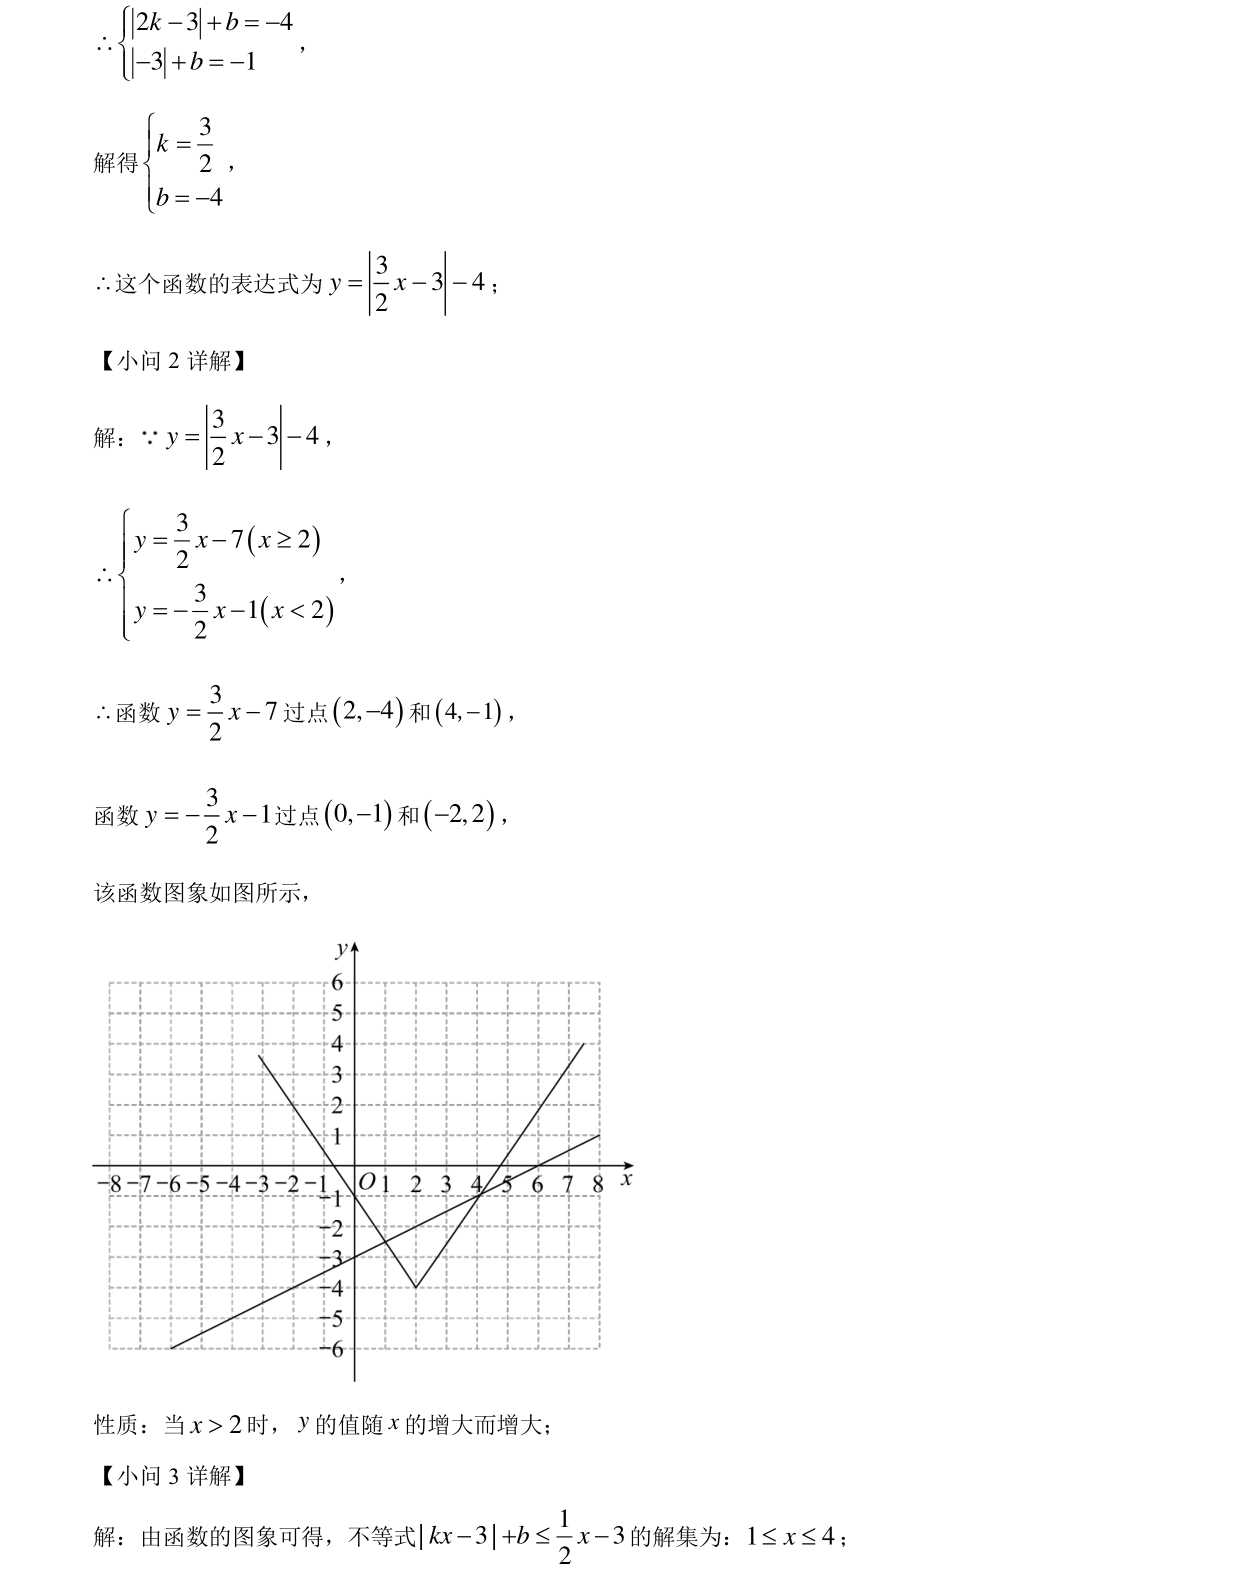 ∴ { |2k−3|+b=−4
|−3|+b=−1 ,
解得 { k=3/2
b=−4 ,
∴这个函数的表达式为 y=|3/2 x−3|−4；
【小问 2 详解】
解：∵ y=|3/2 x−3|−4，
∴ { y=3/2 x−7(x≥2)
y=−3/2 x−1(x<2) ，
∴函数 y=3/2 x−7 过点(2,−4)和(4,−1)，
函数 y=−3/2 x−1过点(0,−1)和(−2,2)，
该函数图象如图所示，
y
6
5
4
3
2
1
−8 −7 −6 −5 −4 −3 −2 −1 O 1 2 3 4 5 6 7 8 x
−1
−2
−3
−4
−5
−6
性质：当 x>2 时， y 的值随 x 的增大而增大；
【小问 3 详解】
解：由函数的图象可得，不等式|kx−3|+b≤1/2 x−3的解集为：1≤x≤4；